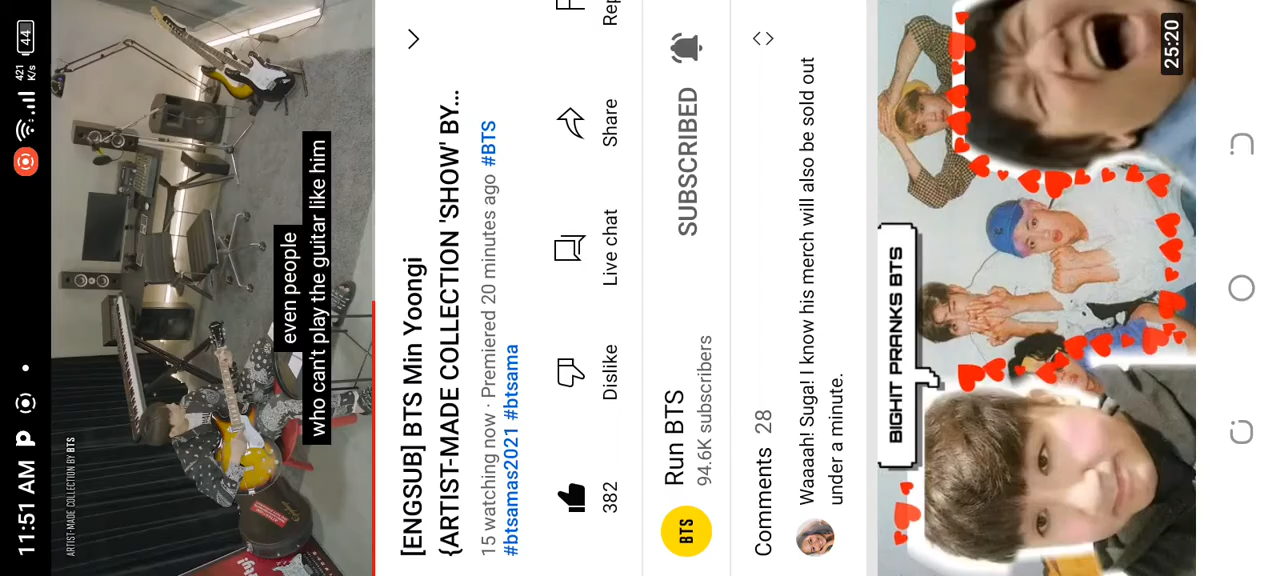 11:51 AM
421
K/s
44
ARTIST-MADE COLLECTION BY BTS
even people
who can't play the guitar like him
[ENGSUB] BTS Min Yoongi
{ARTIST-MADE COLLECTION 'SHOW' BY...
15 watching now · Premiered 20 minutes ago #BTS
#btsamas2021 #btsama
382
Dislike
Live chat
Share
Rep
BTS
Run BTS
94.6K subscribers
SUBSCRIBED
Comments 28
Waaaah! Suga! I know his merch will also be sold out
under a minute.
BIGHIT PRANKS BTS
25:20